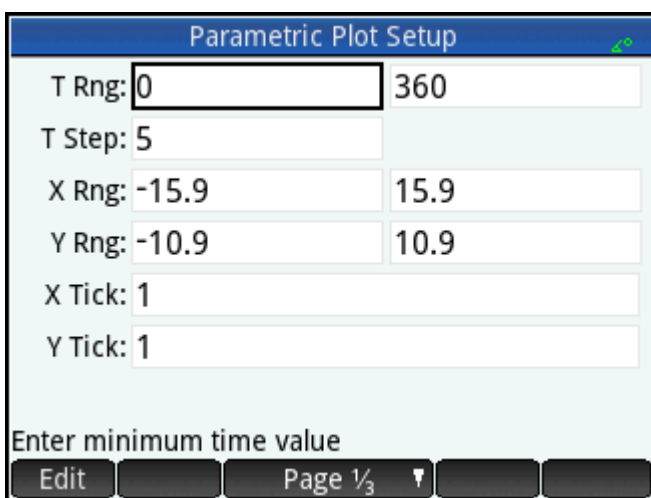 Parametric Plot Setup ∡°
T Rng: 0 360
T Step: 5
X Rng: -15.9 15.9
Y Rng: -10.9 10.9
X Tick: 1
Y Tick: 1
Enter minimum time value
Edit Page ⅓ ▼